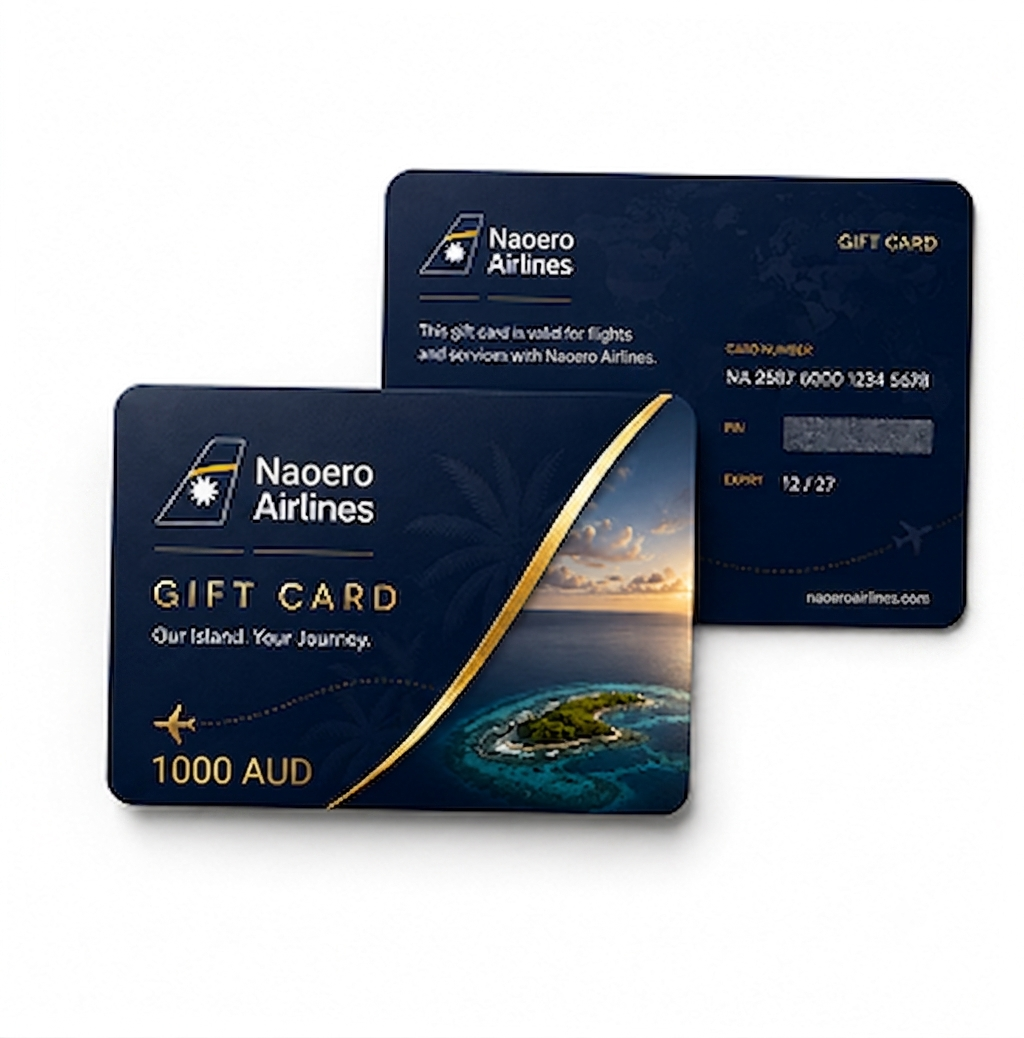 Naoero
Airlines
GIFT CARD
This gift card is valid for flights
and services with Naoero Airlines.
CARD NUMBER
NA 2587 6000 1234 5678
PIN
EXPIRY 12 / 27
naoeroairlines.com
Naoero
Airlines
GIFT CARD
Our Island. Your Journey.
1000 AUD